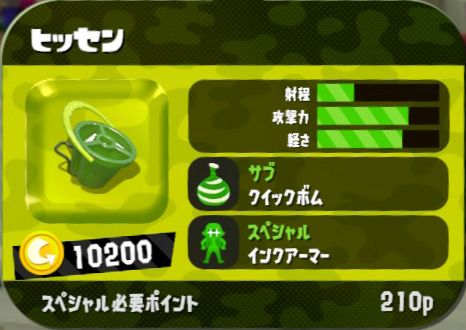 ヒッセン
射程
攻撃力
軽さ
サブ
クイックボム
スペシャル
インクアーマー
10200
スペシャル必要ポイント 210p